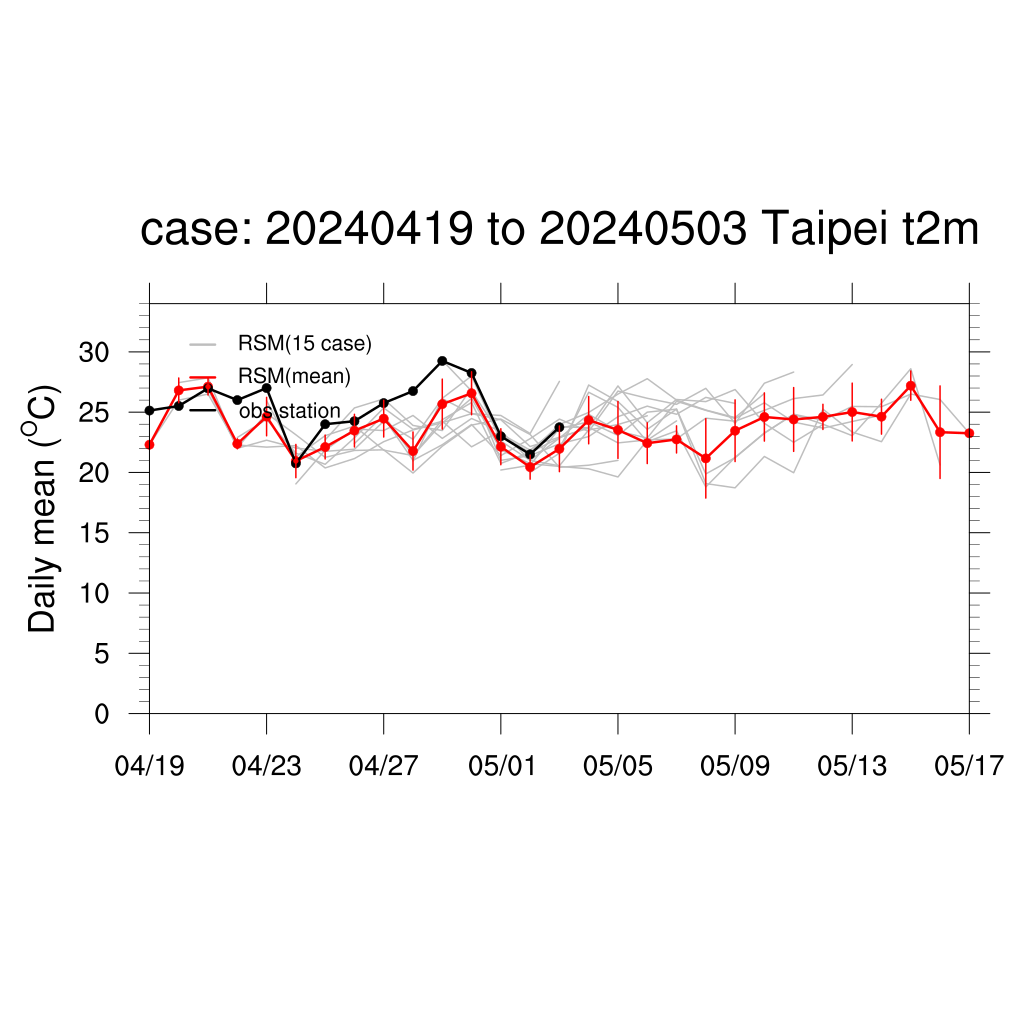 case: 20240419 to 20240503 Taipei t2m
RSM(15 case)
RSM(mean)
obs station
Daily mean (°C)
30
25
20
15
10
5
0
04/19 04/23 04/27 05/01 05/05 05/09 05/13 05/17